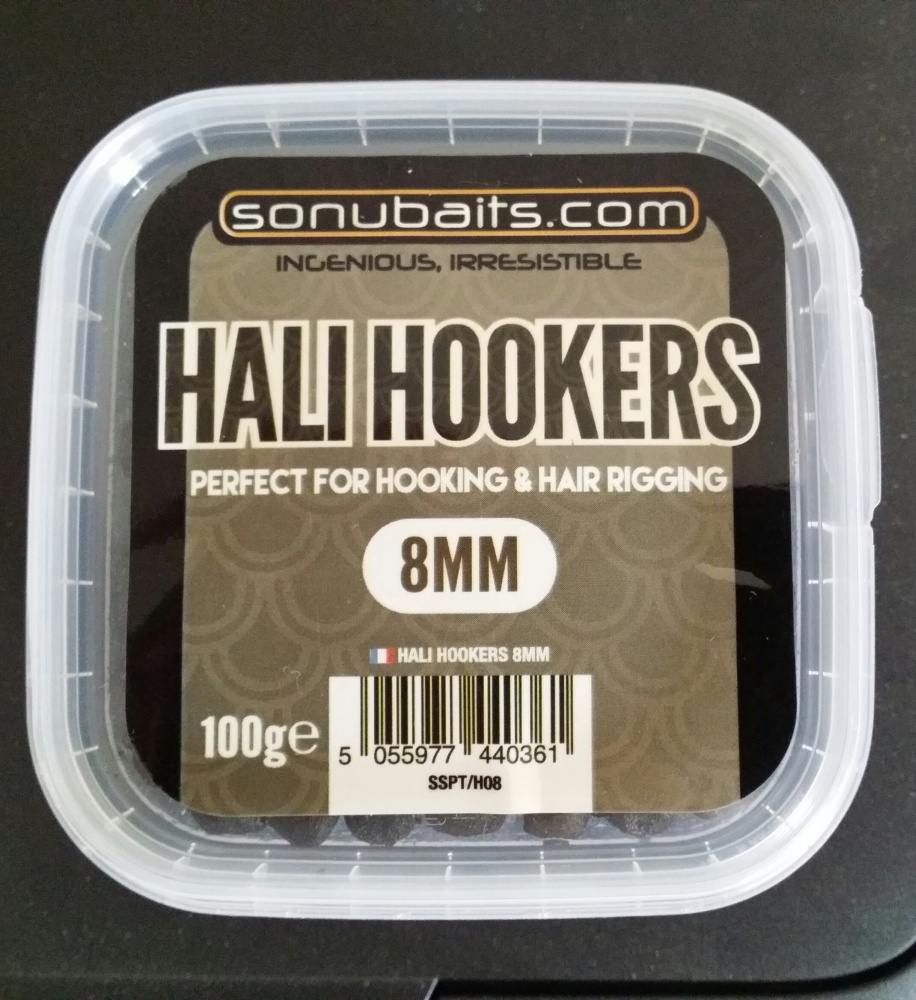 sonubaits.com
INGENIOUS, IRRESISTIBLE
HALI HOOKERS
PERFECT FOR HOOKING & HAIR RIGGING
8MM
HALI HOOKERS 8MM
100g℮
5 055977 440361
SSPT/H08